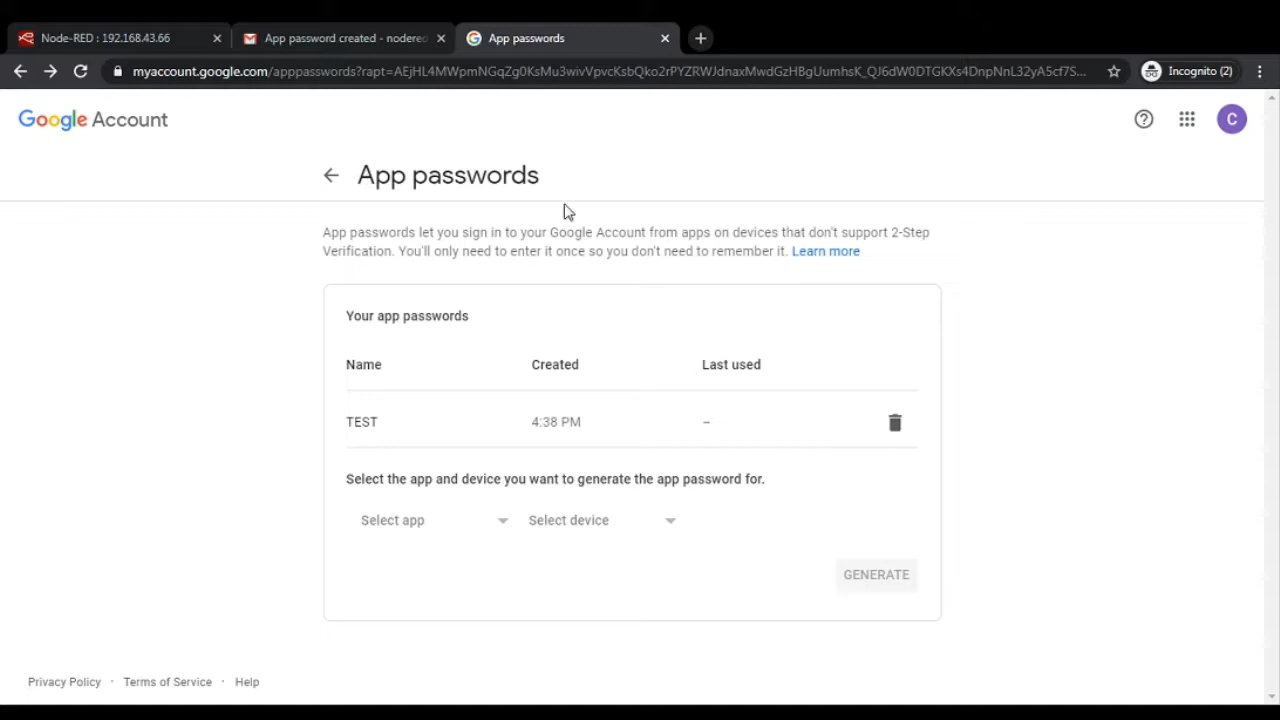 Node-RED : 192.168.43.66
App password created - nodered
App passwords
myaccount.google.com/apppasswords?rapt=AEjHL4MWpmNGqZg0KsMu3wivVpvcKsbQko2rPYZRWJdnaxMwdGzHBgUumhsK_QJ6dW0DTGKXs4DnpNnL32yA5cf7S...
Incognito (2)
Google Account
C
App passwords
App passwords let you sign in to your Google Account from apps on devices that don't support 2-Step
Verification. You'll only need to enter it once so you don't need to remember it. Learn more
Your app passwords
Name Created Last used
TEST 4:38 PM –
Select the app and device you want to generate the app password for.
Select app Select device
GENERATE
Privacy Policy · Terms of Service · Help